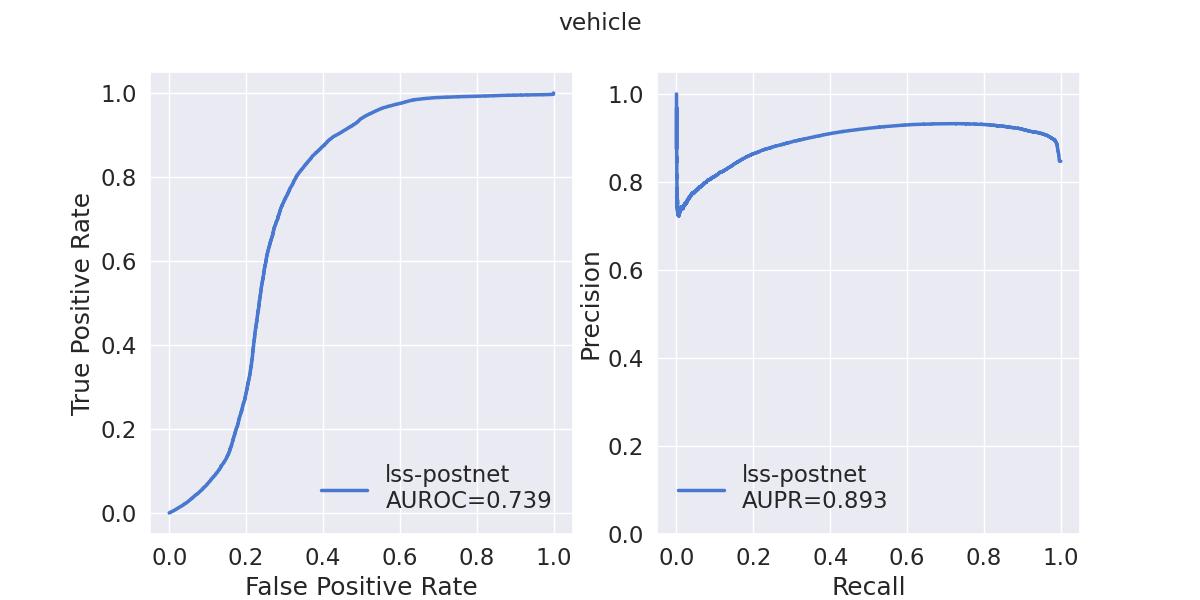 vehicle
True Positive Rate
1.0
0.8
0.6
0.4
0.2
0.0
lss-postnet
AUROC=0.739
0.0 0.2 0.4 0.6 0.8 1.0
False Positive Rate
Precision
1.0
0.8
0.6
0.4
0.2
0.0
lss-postnet
AUPR=0.893
0.0 0.2 0.4 0.6 0.8 1.0
Recall